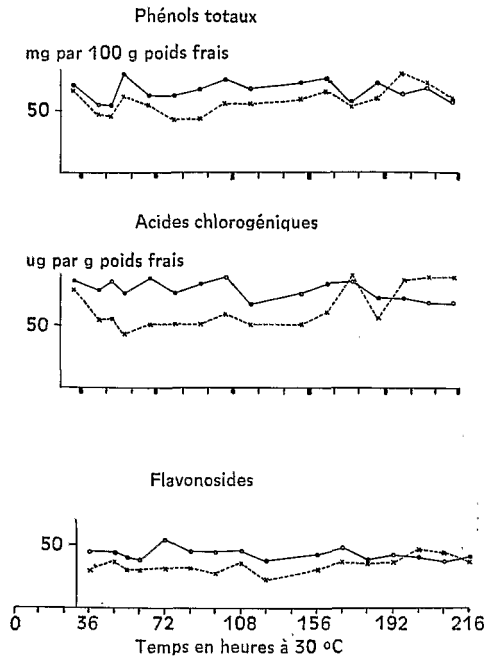 Phénols totaux
mg par 100 g poids frais
50
Acides chlorogéniques
ug par g poids frais
50
Flavonosides
50
0 36 72 108 156 192 216
Temps en heures à 30 ºC